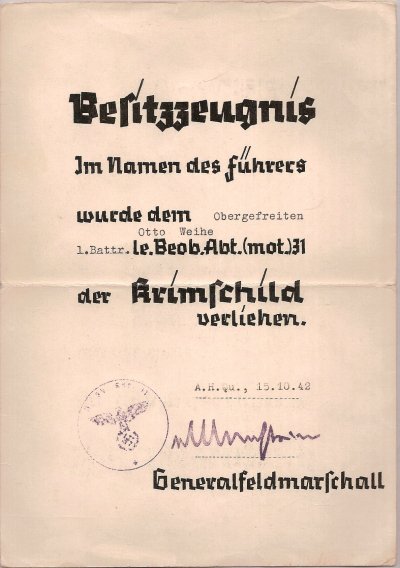 Besitzzeugnis
Im Namen des Führers
wurde dem Obergefreiten
Otto Weihe
1.Battr. le.Beob.Abt.(mot.)31
der Krimschild
verliehen.
A.H.Qu., 15.10.42
Generalfeldmarschall